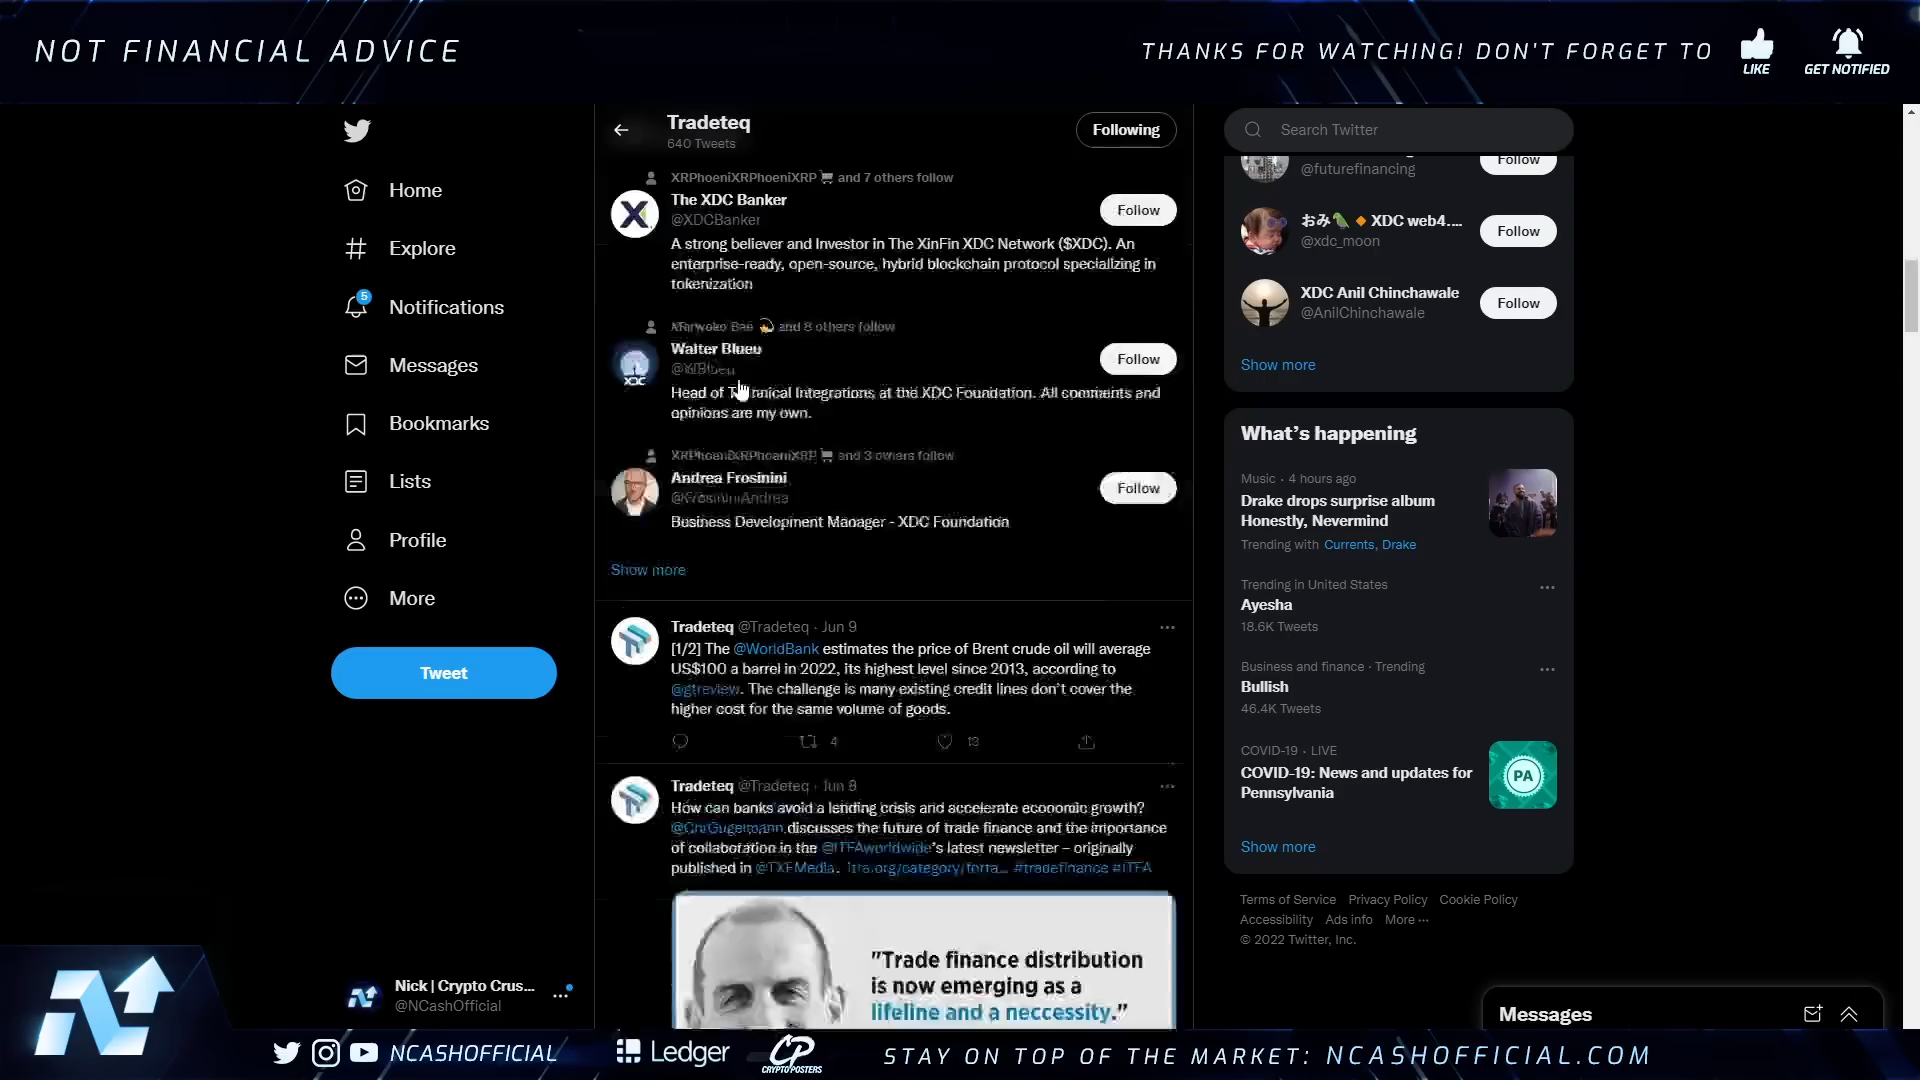 NOT FINANCIAL ADVICE
THANKS FOR WATCHING! DON'T FORGET TO
LIKE
GET NOTIFIED
Home
Explore
5
Notifications
Messages
Bookmarks
Lists
Profile
More
Tweet
Nick | Crypto Crus...
@NCashOfficial
Tradeteq
640 Tweets
Following
XRPhoeniXRPhoeniXRP and 7 others follow
The XDC Banker
@XDCBanker
Follow
A strong believer and Investor in The XinFin XDC Network ($XDC). An
enterprise-ready, open-source, hybrid blockchain protocol specializing in
tokenization
and 8 others follow
Follow
XDC
Head of Technical Integrations at the XDC Foundation. All comments and
opinions are my own.
XRPhoeniXRPhoeniXRP and 3 others follow
Andrea Frosinini
Follow
Business Development Manager - XDC Foundation
Show more
Tradeteq @Tradeteq · Jun 9
[1/2] The @WorldBank estimates the price of Brent crude oil will average
US$100 a barrel in 2022, its highest level since 2013, according to
@gtreview. The challenge is many existing credit lines don't cover the
higher cost for the same volume of goods.
4
Tradeteq @Tradeteq · Jun 9
How can banks avoid a lending crisis and accelerate economic growth?
@ChrGugelmann discusses the future of trade finance and the importance
of collaboration in the @ITFAworldwide's latest newsletter – originally
published in @TXFMedia. #tradefinance #ITFA
"Trade finance distribution
is now emerging as a
lifeline and a neccessity."
Search Twitter
Follow
@futurefinancing
おみ XDC web4....
@xdc_moon
Follow
XDC Anil Chinchawale
@AnilChinchawale
Follow
Show more
What's happening
Music · 4 hours ago
Drake drops surprise album
Honestly, Nevermind
Trending with Currents, Drake
Trending in United States
Ayesha
18.6K Tweets
Business and finance · Trending
Bullish
46.4K Tweets
COVID-19 · LIVE
COVID-19: News and updates for
Pennsylvania
PA
Show more
Terms of Service Privacy Policy Cookie Policy
Accessibility Ads info More ···
© 2022 Twitter, Inc.
Messages
NCASHOFFICIAL
Ledger
CP
CRYPTO POSTERS
STAY ON TOP OF THE MARKET: NCASHOFFICIAL.COM